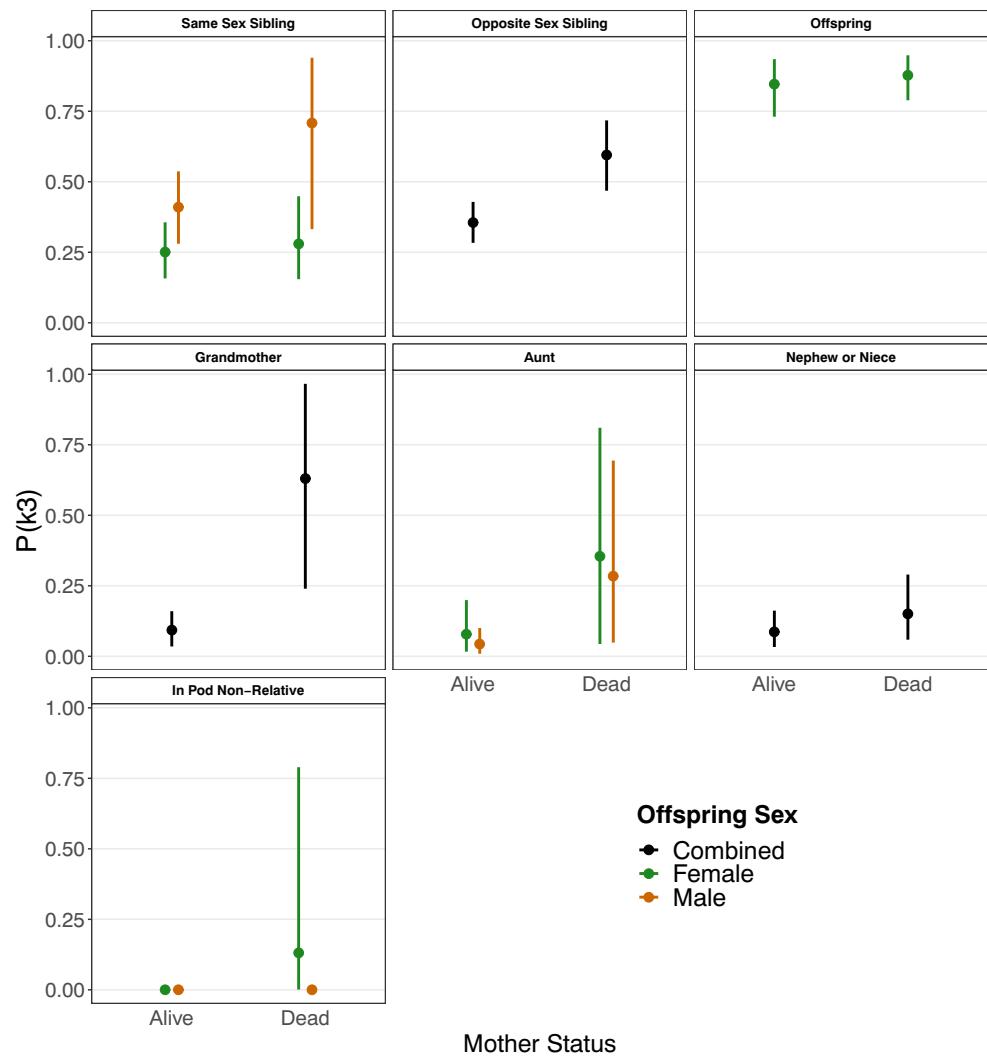 Same Sex Sibling
Opposite Sex Sibling
Offspring
1.00
0.75
0.50
0.25
0.00
Grandmother
Aunt
Nephew or Niece
1.00
0.75
0.50
0.25
0.00
P(k3)
Alive
Dead
Alive
Dead
In Pod Non−Relative
1.00
0.75
0.50
0.25
0.00
Alive
Dead
Offspring Sex
Combined
Female
Male
Mother Status